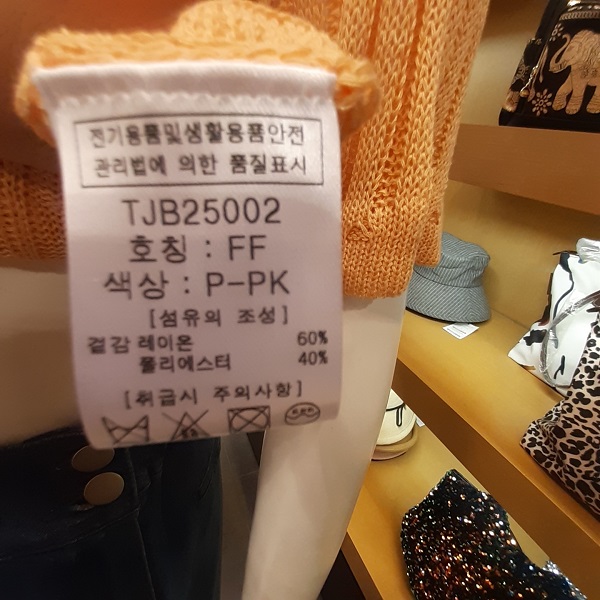 전기용품및생활용품안전
관리법에 의한 품질표시
TJB25002
호칭 : FF
색상 : P-PK
[섬유의 조성]
겉감 레이온 60%
폴리에스터 40%
[취급시 주의사항]